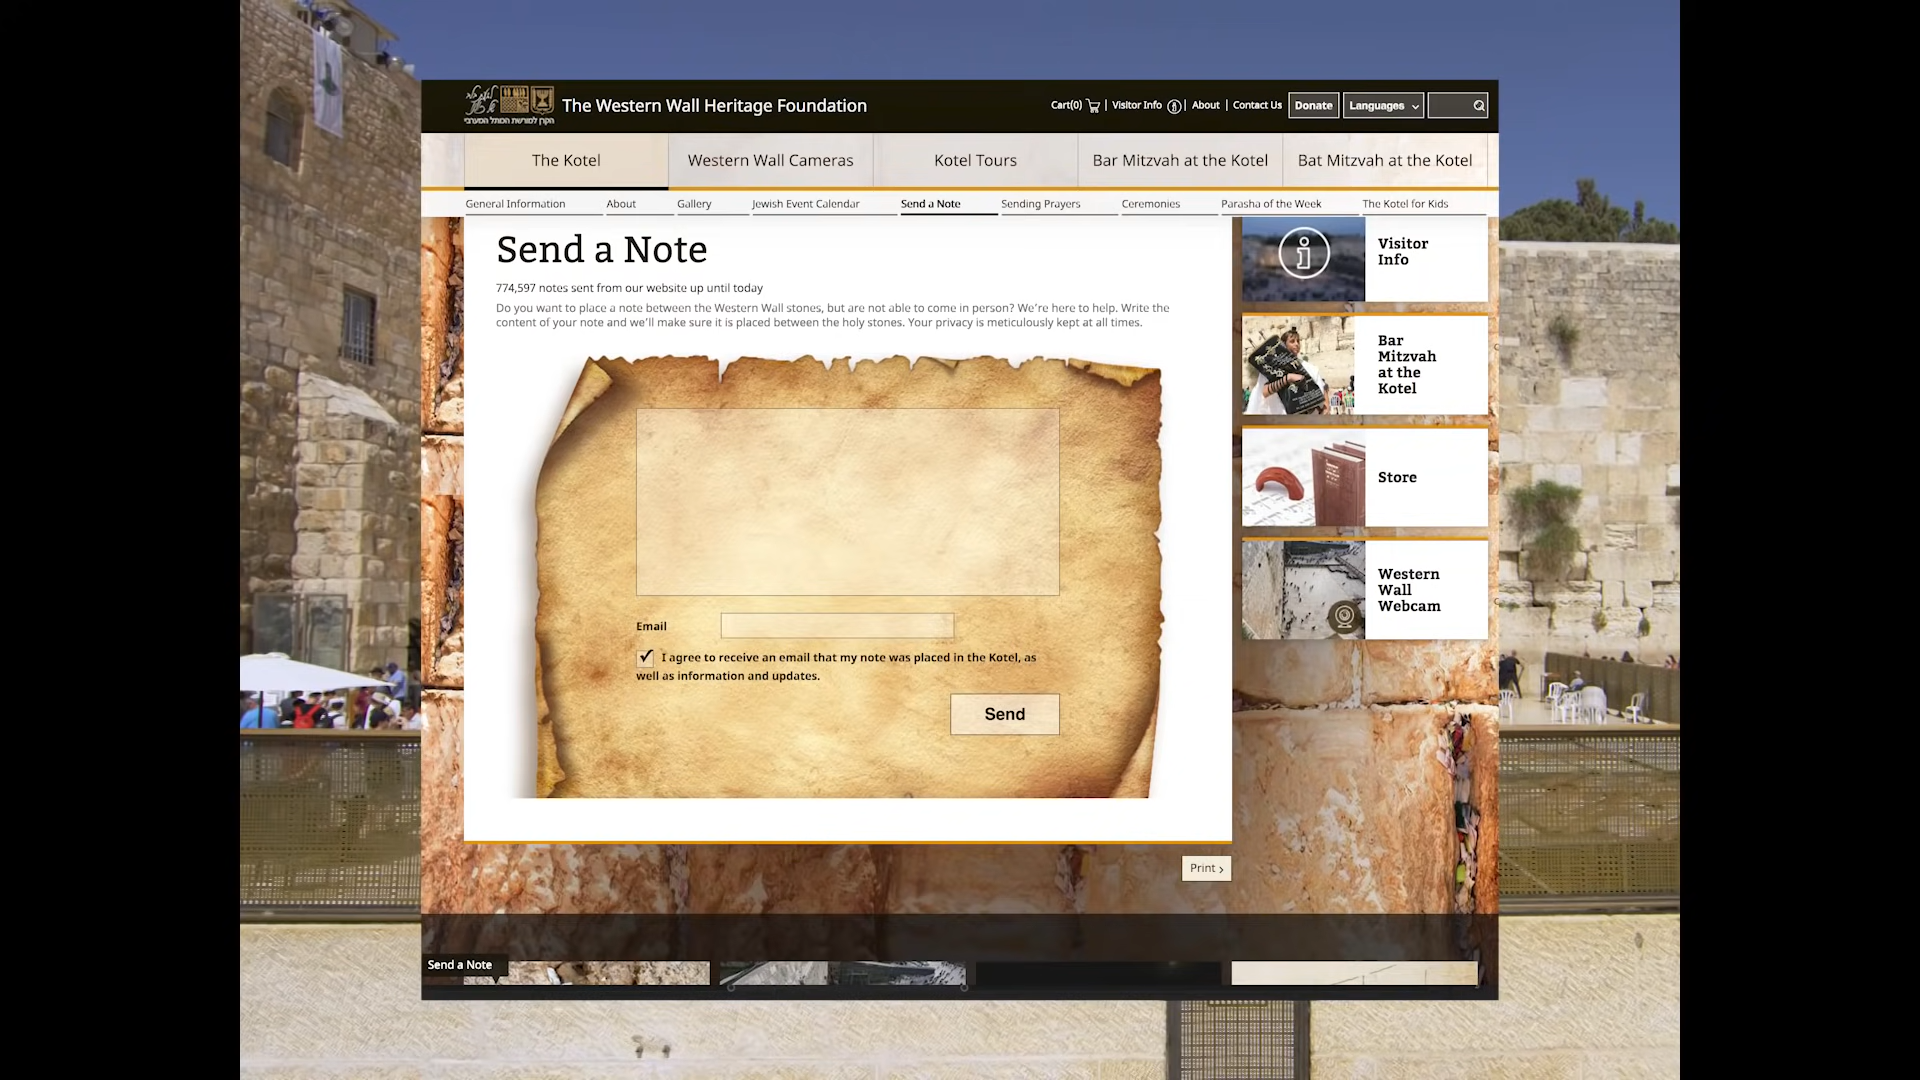 הקרן למורשת הכותל המערבי
The Western Wall Heritage Foundation
Cart(0) | Visitor Info | About | Contact Us Donate Languages
The Kotel Western Wall Cameras Kotel Tours Bar Mitzvah at the Kotel Bat Mitzvah at the Kotel
General Information About Gallery Jewish Event Calendar Send a Note Sending Prayers Ceremonies Parasha of the Week The Kotel for Kids
Send a Note
774,597 notes sent from our website up until today
Do you want to place a note between the Western Wall stones, but are not able to come in person? We're here to help. Write the
content of your note and we'll make sure it is placed between the holy stones. Your privacy is meticulously kept at all times.
Email
I agree to receive an email that my note was placed in the Kotel, as
well as information and updates.
Send
Visitor
Info
Bar
Mitzvah
at the
Kotel
Store
Western
Wall
Webcam
Print
Send a Note